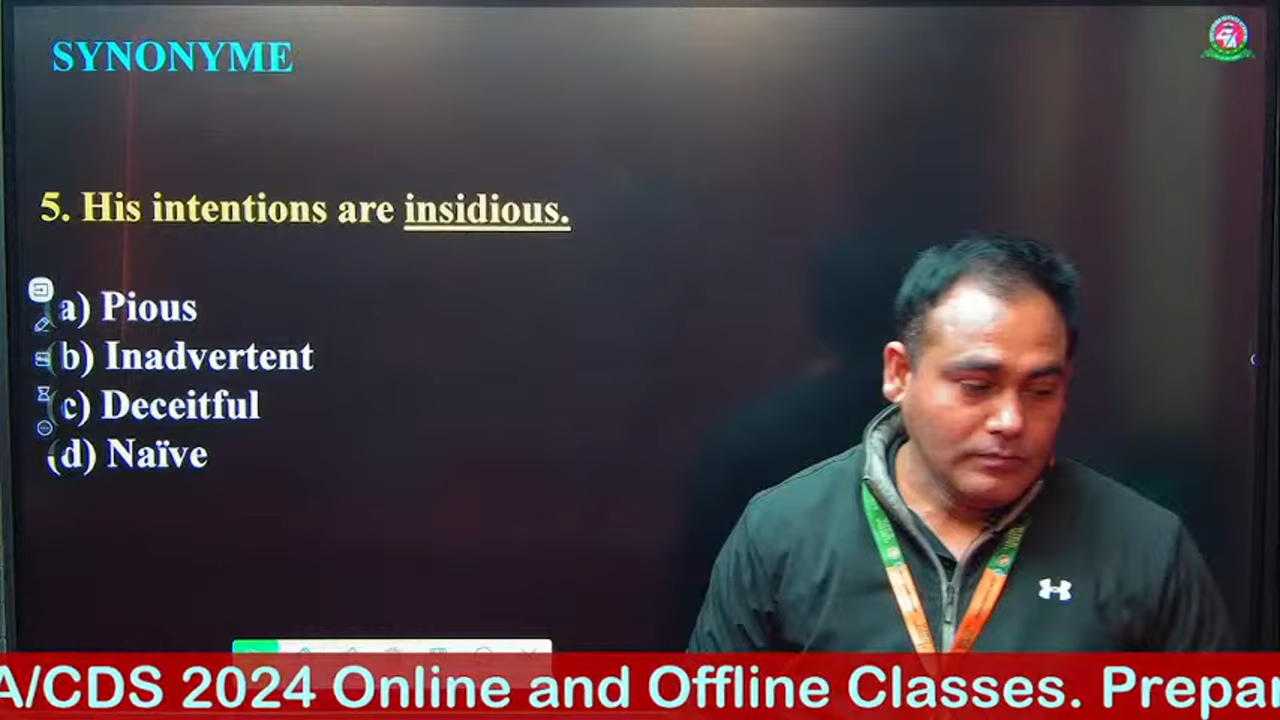 SYNONYME
5. His intentions are insidious.
a) Pious
(b) Inadvertent
(c) Deceitful
(d) Naïve
A/CDS 2024 Online and Offline Classes. Prepar